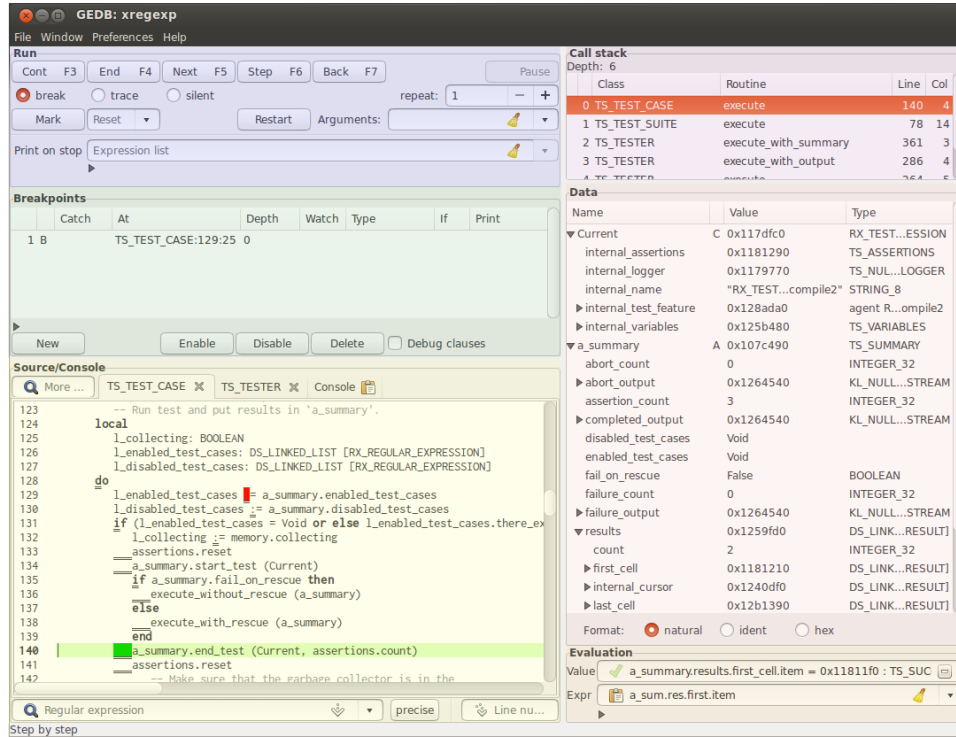 GEDB: xregexp
File Window Preferences Help
Run
Cont F3 End F4 Next F5 Step F6 Back F7 Pause
break trace silent repeat: 1 − +
Mark Reset Restart Arguments:
Print on stop Expression list
Breakpoints
Catch At Depth Watch Type If Print
1 B TS_TEST_CASE:129:25 0
New Enable Disable Delete Debug clauses
Source/Console
More ... TS_TEST_CASE TS_TESTER Console
123 -- Run test and put results in 'a_summary'.
124 local
125 l_collecting: BOOLEAN
126 l_enabled_test_cases: DS_LINKED_LIST [RX_REGULAR_EXPRESSION]
127 l_disabled_test_cases: DS_LINKED_LIST [RX_REGULAR_EXPRESSION]
128 do
129 l_enabled_test_cases := a_summary.enabled_test_cases
130 l_disabled_test_cases := a_summary.disabled_test_cases
131 if (l_enabled_test_cases = Void or else l_enabled_test_cases.there_ex
132 l_collecting := memory.collecting
133 assertions.reset
134 a_summary.start_test (Current)
135 if a_summary.fail_on_rescue then
136 execute_without_rescue (a_summary)
137 else
138 execute_with_rescue (a_summary)
139 end
140 a_summary.end_test (Current, assertions.count)
141 assertions.reset
142 -- Make sure that the garbage collector is in the
Regular expression precise Line nu...
Step by step
Call stack
Depth: 6
Class Routine Line Col
0 TS_TEST_CASE execute 140 4
1 TS_TEST_SUITE execute 78 14
2 TS_TESTER execute_with_summary 361 3
3 TS_TESTER execute_with_output 286 4
4 TS_TESTER execute 264 5
Data
Name Value Type
Current C 0x117dfc0 RX_TEST...ESSION
internal_assertions 0x1181290 TS_ASSERTIONS
internal_logger 0x1179770 TS_NUL...LOGGER
internal_name "RX_TEST...compile2" STRING_8
internal_test_feature 0x128ada0 agent R...ompile2
internal_variables 0x125b480 TS_VARIABLES
a_summary A 0x107c490 TS_SUMMARY
abort_count 0 INTEGER_32
abort_output 0x1264540 KL_NULL...STREAM
assertion_count 3 INTEGER_32
completed_output 0x1264540 KL_NULL...STREAM
disabled_test_cases Void
enabled_test_cases Void
fail_on_rescue False BOOLEAN
failure_count 0 INTEGER_32
failure_output 0x1264540 KL_NULL...STREAM
results 0x1259fd0 DS_LINK...RESULT]
count 2 INTEGER_32
first_cell 0x1181210 DS_LINK...RESULT]
internal_cursor 0x1240df0 DS_LINK...RESULT]
last_cell 0x12b1390 DS_LINK...RESULT]
Format: natural ident hex
Evaluation
Value a_summary.results.first_cell.item = 0x11811f0 : TS_SUC
Expr a_sum.res.first.item